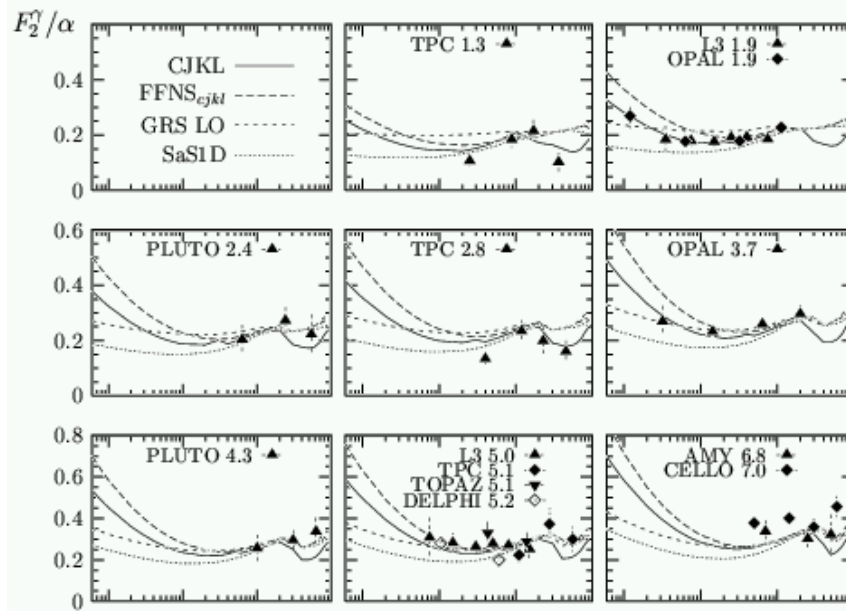 F₂^γ/α
0.4
0.2
0
CJKL
FFNS_cjkl
GRS LO
SaS1D
TPC 1.3
L3 1.9
OPAL 1.9
0.6
0.4
0.2
0
PLUTO 2.4
TPC 2.8
OPAL 3.7
0.8
0.6
0.4
0.2
0
PLUTO 4.3
L3 5.0
TPC 5.1
TOPAZ 5.1
DELPHI 5.2
AMY 6.8
CELLO 7.0